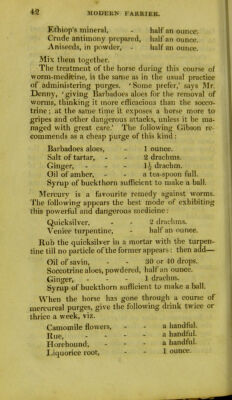 42 MODERN FARRIER.
Ethiop's mineral, - half an ounce.
Crude antimony prepared, half an ounce.
Aniseeds, in powder, - half an ounce.
Mix them together.
The treatment of the horse during this course of
worm-medicine, is the same as in the usual practice
of administering purges. 'Some prefer,' says Mr.
Denny, 'giving Barbadoes aloes for the removal of
worms, thinking it more efficacious than the socco-
trine; at the same time it exposes a horse more to
gripes and other dangerous attacks, unless it be ma-
naged with great care.' The following Gibson re-
commends as a cheap purge of this kind:
Barbadoes aloes, - 1 ounce.
Salt of tartar, - - 2 drachms.
Ginger, - - - 1½ drachm.
Oil of amber, - - a tea-spoon full.
Syrup of buckthorn sufficient to make a ball.
Mercury is a favourite remedy against worms.
The following appears the best mode of exhibiting
this powerful and dangerous medicine:
Quicksilver, - - 2 drachms.
Venice turpentine, - half an ounce.
Rub the quicksilver in a mortar with the turpen-
tine till no particle of the former appears: then add—
Oil of savin, - - 30 or 40 drops.
Soccotrine aloes, powdered, half an ounce.
Ginger, - - - 1 drachm.
Syrup of buckthorn sufficient to make a ball.
When the horse has gone through a course of
mercureal purges, give the following drink twice or
thrice a week, viz.
Camomile flowers, - - a handful.
Rue, - - - - a handful.
Horehound, - - - a handful.
Liquorice root, - - 1 ounce.